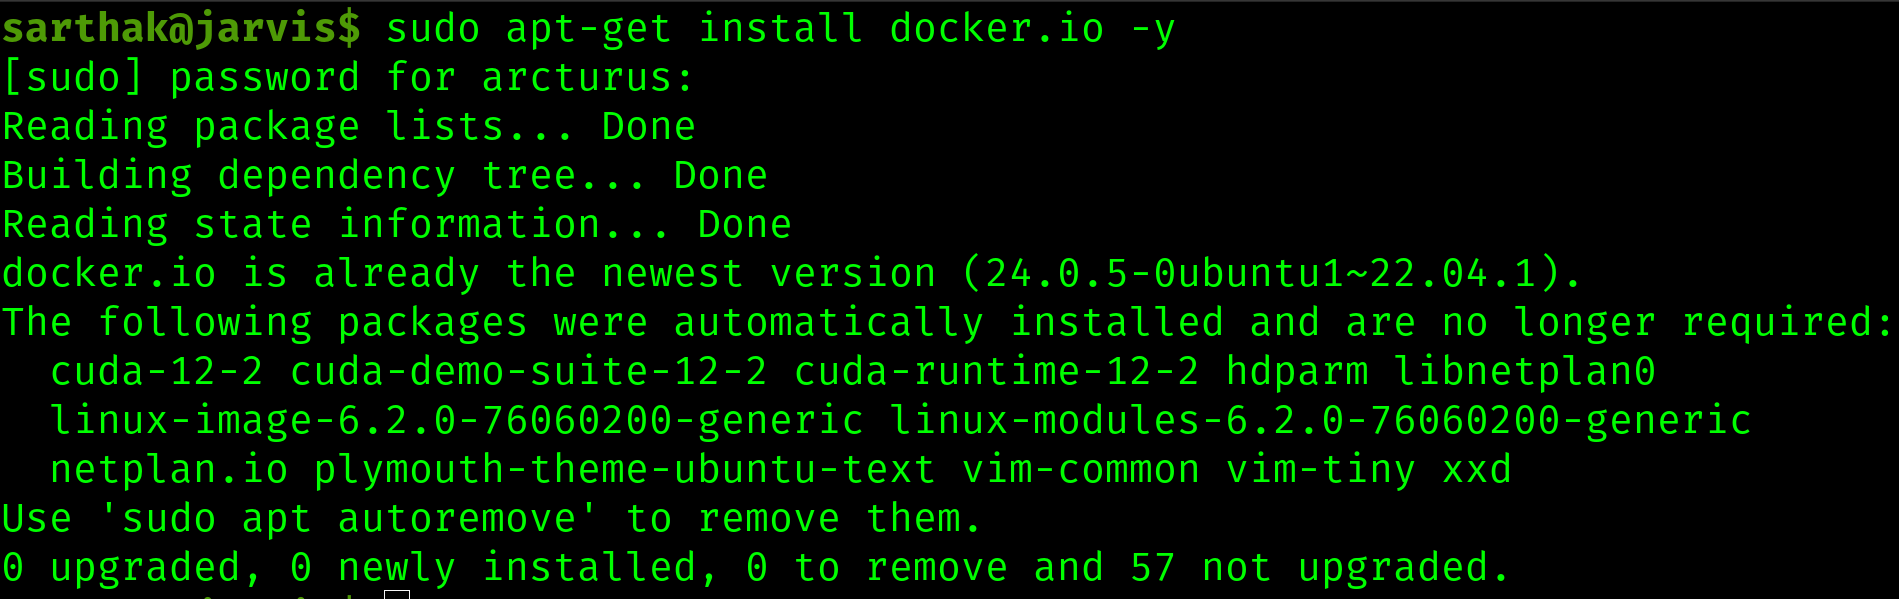 sarthak@jarvis$ sudo apt-get install docker.io -y
[sudo] password for arcturus:
Reading package lists... Done
Building dependency tree... Done
Reading state information... Done
docker.io is already the newest version (24.0.5-0ubuntu1~22.04.1).
The following packages were automatically installed and are no longer required:
  cuda-12-2 cuda-demo-suite-12-2 cuda-runtime-12-2 hdparm libnetplan0
  linux-image-6.2.0-76060200-generic linux-modules-6.2.0-76060200-generic
  netplan.io plymouth-theme-ubuntu-text vim-common vim-tiny xxd
Use 'sudo apt autoremove' to remove them.
0 upgraded, 0 newly installed, 0 to remove and 57 not upgraded.